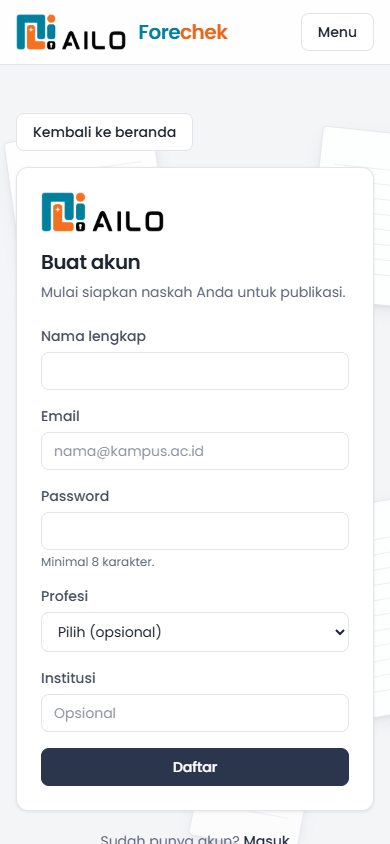 AILO Forechek Menu
Kembali ke beranda
AILO
Buat akun
Mulai siapkan naskah Anda untuk publikasi.
Nama lengkap
Email
nama@kampus.ac.id
Password
Minimal 8 karakter.
Profesi
Pilih (opsional)
Institusi
Opsional
Daftar
Sudah punya akun? Masuk